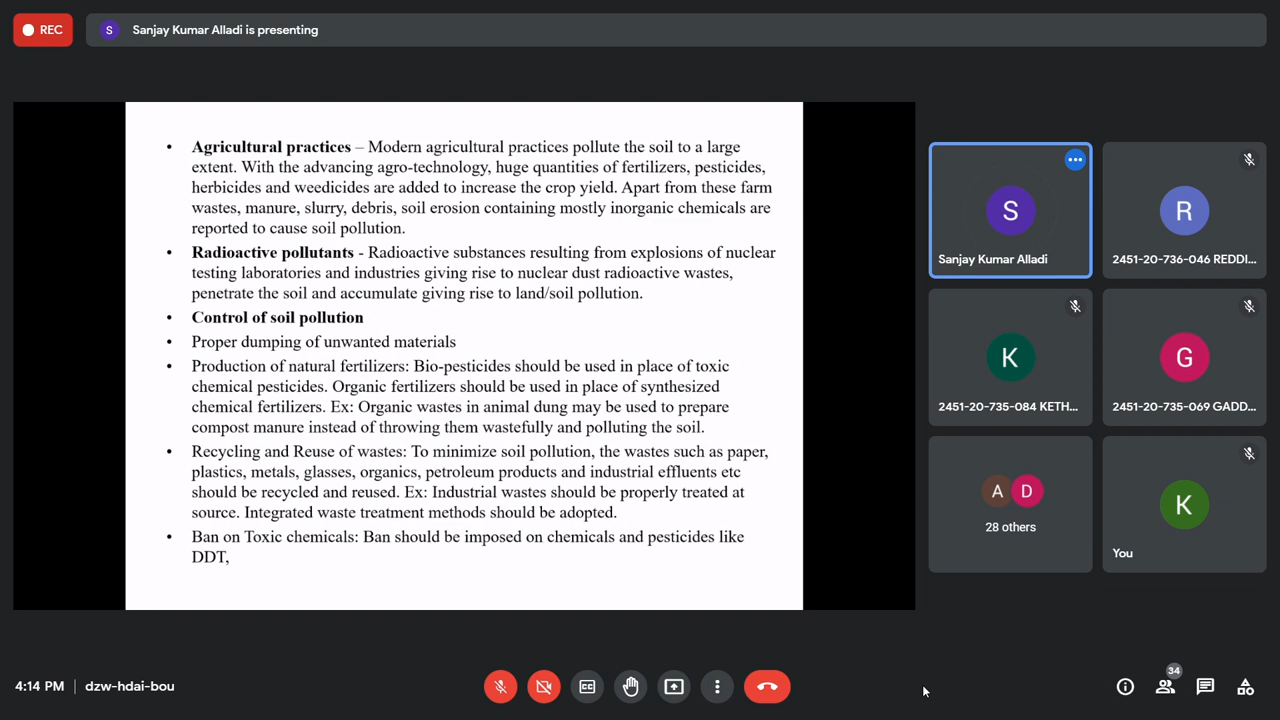 REC
S Sanjay Kumar Alladi is presenting
• Agricultural practices – Modern agricultural practices pollute the soil to a large
extent. With the advancing agro-technology, huge quantities of fertilizers, pesticides,
herbicides and weedicides are added to increase the crop yield. Apart from these farm
wastes, manure, slurry, debris, soil erosion containing mostly inorganic chemicals are
reported to cause soil pollution.
• Radioactive pollutants - Radioactive substances resulting from explosions of nuclear
testing laboratories and industries giving rise to nuclear dust radioactive wastes,
penetrate the soil and accumulate giving rise to land/soil pollution.
• Control of soil pollution
• Proper dumping of unwanted materials
• Production of natural fertilizers: Bio-pesticides should be used in place of toxic
chemical pesticides. Organic fertilizers should be used in place of synthesized
chemical fertilizers. Ex: Organic wastes in animal dung may be used to prepare
compost manure instead of throwing them wastefully and polluting the soil.
• Recycling and Reuse of wastes: To minimize soil pollution, the wastes such as paper,
plastics, metals, glasses, organics, petroleum products and industrial effluents etc
should be recycled and reused. Ex: Industrial wastes should be properly treated at
source. Integrated waste treatment methods should be adopted.
• Ban on Toxic chemicals: Ban should be imposed on chemicals and pesticides like
DDT,
S
Sanjay Kumar Alladi
R
2451-20-736-046 REDDI...
K
2451-20-735-084 KETH...
G
2451-20-735-069 GADD...
A D
28 others
K
You
4:14 PM | dzw-hdai-bou
CC
34